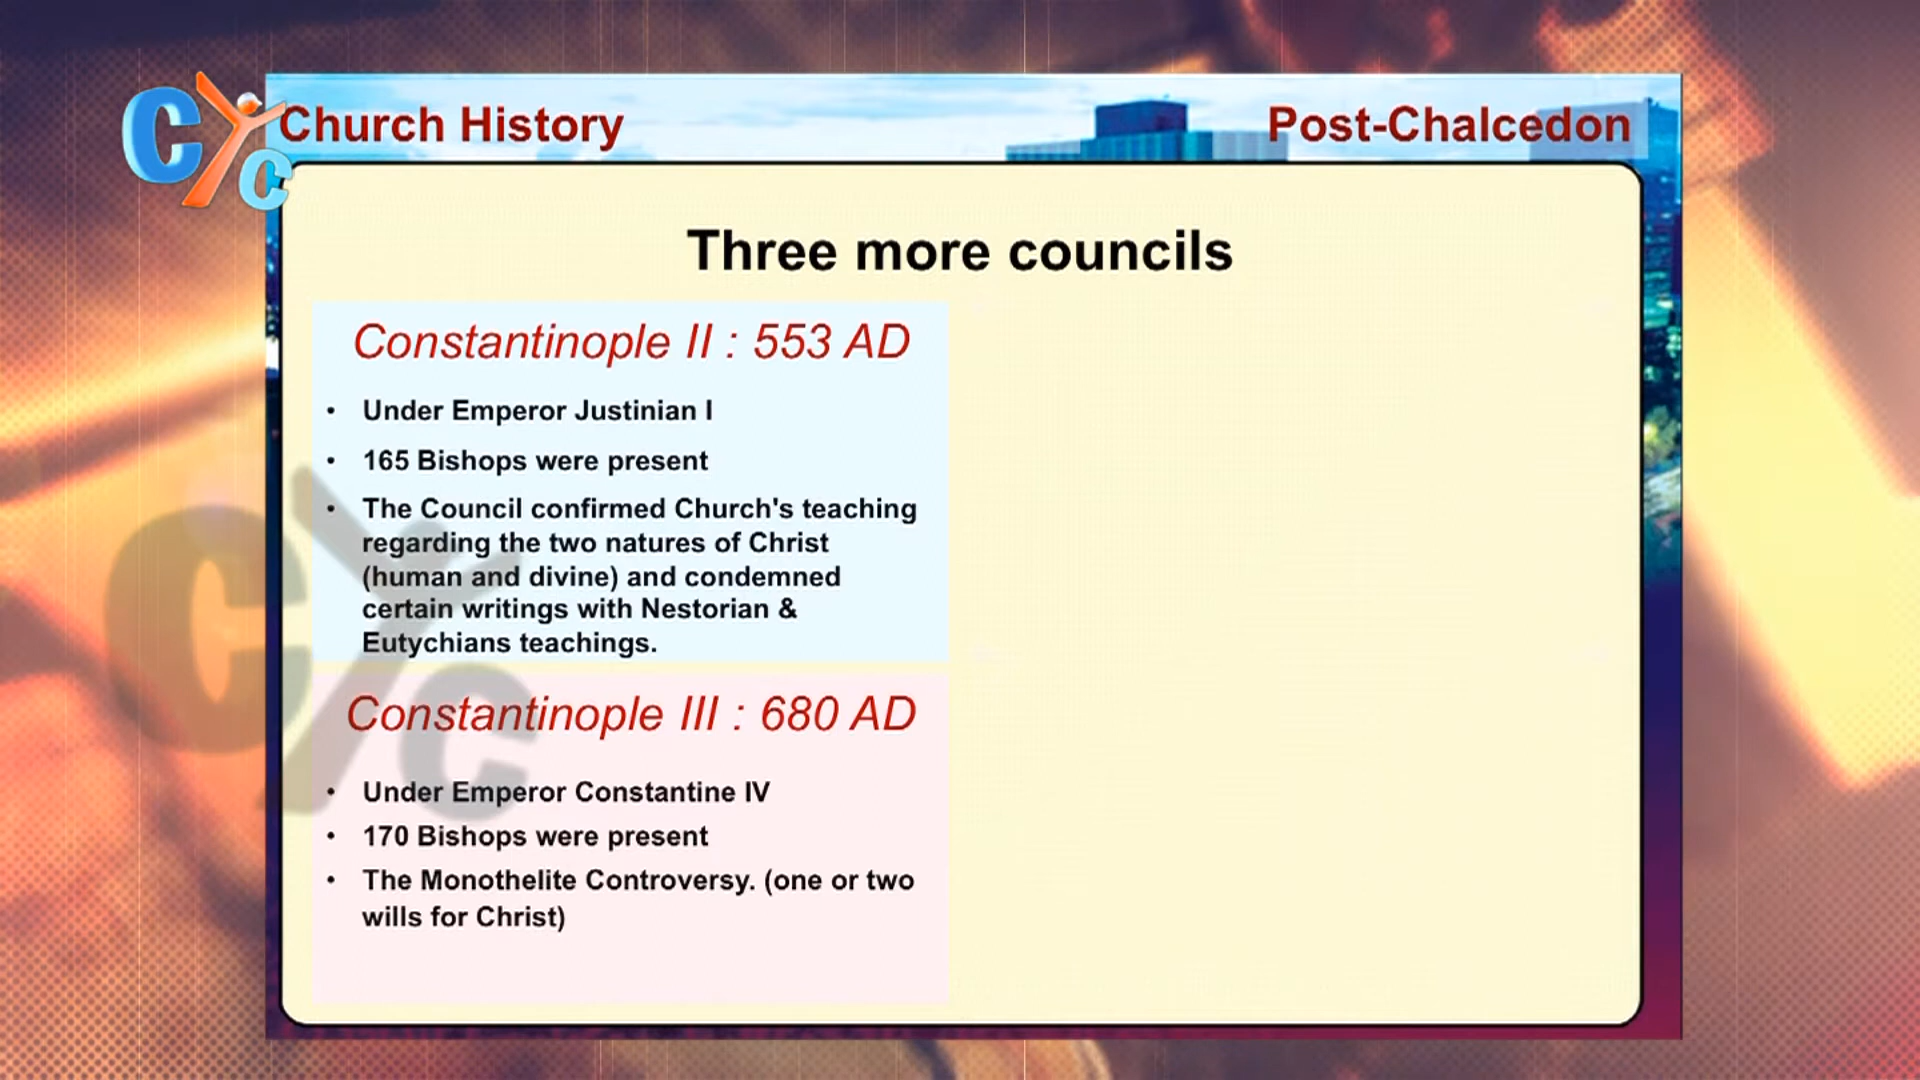 CYC
Church History
Post-Chalcedon
Three more councils
Constantinople II : 553 AD
• Under Emperor Justinian I
• 165 Bishops were present
• The Council confirmed Church's teaching
regarding the two natures of Christ
(human and divine) and condemned
certain writings with Nestorian &
Eutychians teachings.
Constantinople III : 680 AD
• Under Emperor Constantine IV
• 170 Bishops were present
• The Monothelite Controversy. (one or two
wills for Christ)
CYC